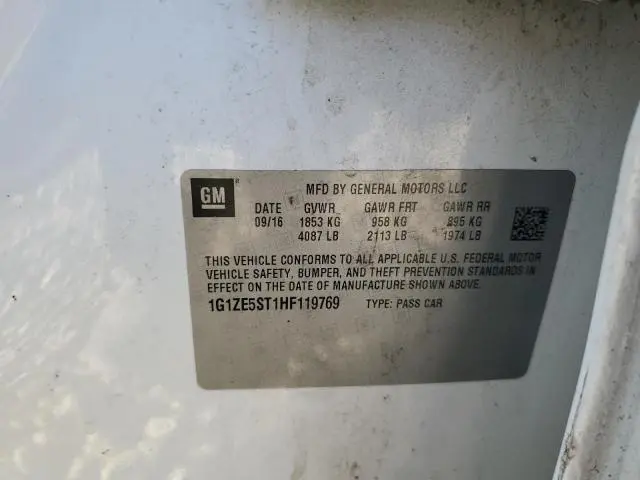 GM MFD BY GENERAL MOTORS LLC
DATE GVWR GAWR FRT GAWR RR
09/16 1853 KG 958 KG 895 KG
4087 LB 2113 LB 1974 LB
THIS VEHICLE CONFORMS TO ALL APPLICABLE U.S. FEDERAL MOTOR
VEHICLE SAFETY, BUMPER, AND THEFT PREVENTION STANDARDS IN
EFFECT ON THE DATE OF MANUFACTURE SHOWN ABOVE.
1G1ZE5ST1HF119769 TYPE: PASS CAR